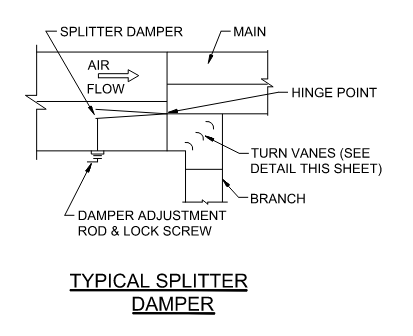 SPLITTER DAMPER
MAIN
AIR
FLOW
HINGE POINT
TURN VANES (SEE
DETAIL THIS SHEET)
BRANCH
DAMPER ADJUSTMENT
ROD & LOCK SCREW
TYPICAL SPLITTER
DAMPER